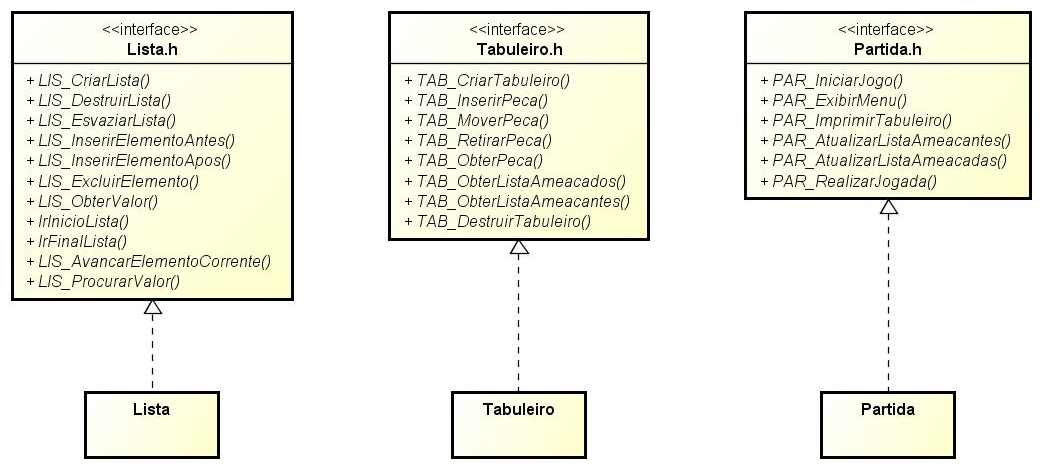 <<interface>>
Lista.h
+ LIS_CriarLista()
+ LIS_DestruirLista()
+ LIS_EsvaziarLista()
+ LIS_InserirElementoAntes()
+ LIS_InserirElementoApos()
+ LIS_ExcluirElemento()
+ LIS_ObterValor()
+ IrInicioLista()
+ IrFinalLista()
+ LIS_AvancarElementoCorrente()
+ LIS_ProcurarValor()
Lista
<<interface>>
Tabuleiro.h
+ TAB_CriarTabuleiro()
+ TAB_InserirPeca()
+ TAB_MoverPeca()
+ TAB_RetirarPeca()
+ TAB_ObterPeca()
+ TAB_ObterListaAmeacados()
+ TAB_ObterListaAmeacantes()
+ TAB_DestruirTabuleiro()
Tabuleiro
<<interface>>
Partida.h
+ PAR_IniciarJogo()
+ PAR_ExibirMenu()
+ PAR_ImprimirTabuleiro()
+ PAR_AtualizarListaAmeacantes()
+ PAR_AtualizarListaAmeacadas()
+ PAR_RealizarJogada()
Partida